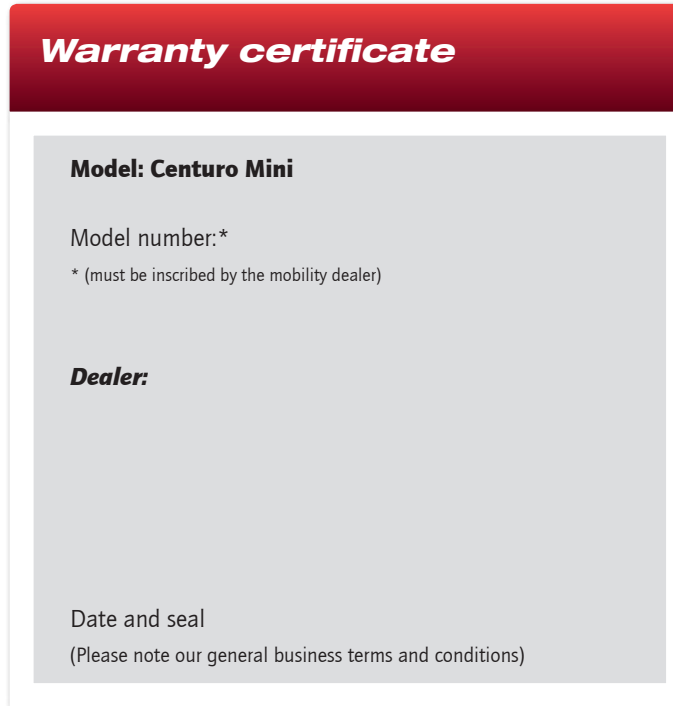 Warranty certificate
Model: Centuro Mini
Model number:*
* (must be inscribed by the mobility dealer)
Dealer:
Date and seal
(Please note our general business terms and conditions)